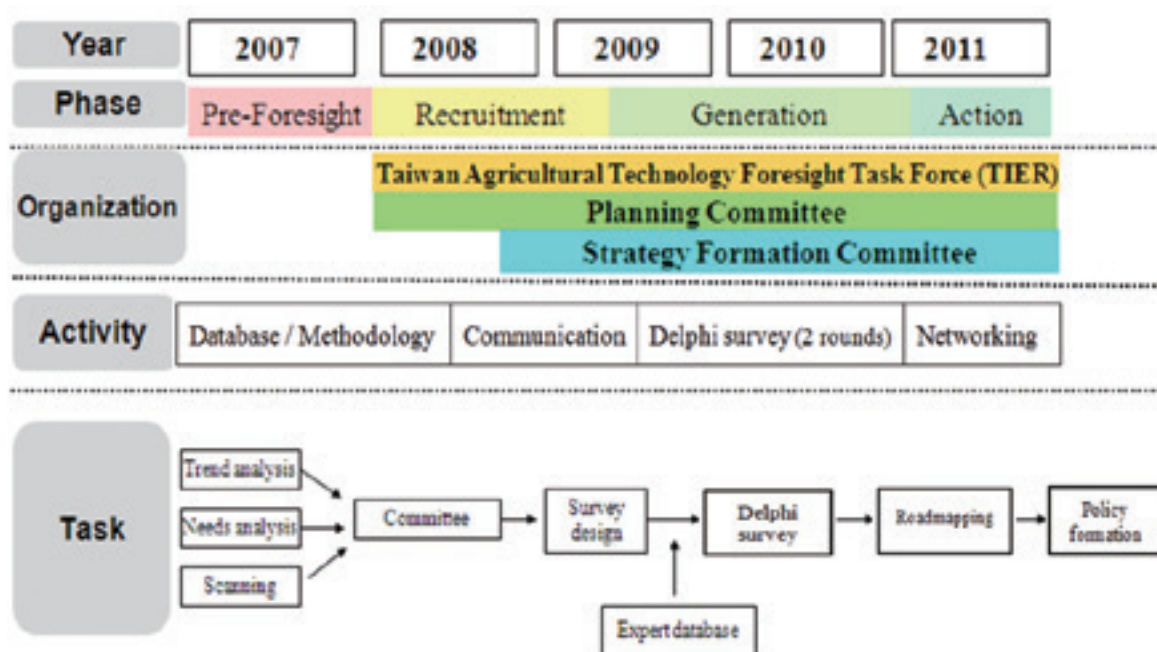 Year
2007
2008
2009
2010
2011
Phase
Pre-Foresight
Recruitment
Generation
Action
Organization
Taiwan Agricultural Technology Foresight Task Force (TIER)
Planning Committee
Strategy Formation Committee
Activity
Database / Methodology
Communication
Delphi survey (2 rounds)
Networking
Task
Trend analysis
Needs analysis
Scanning
Committee
Survey
design
Delphi
survey
Roadmapping
Policy
formation
Expert database